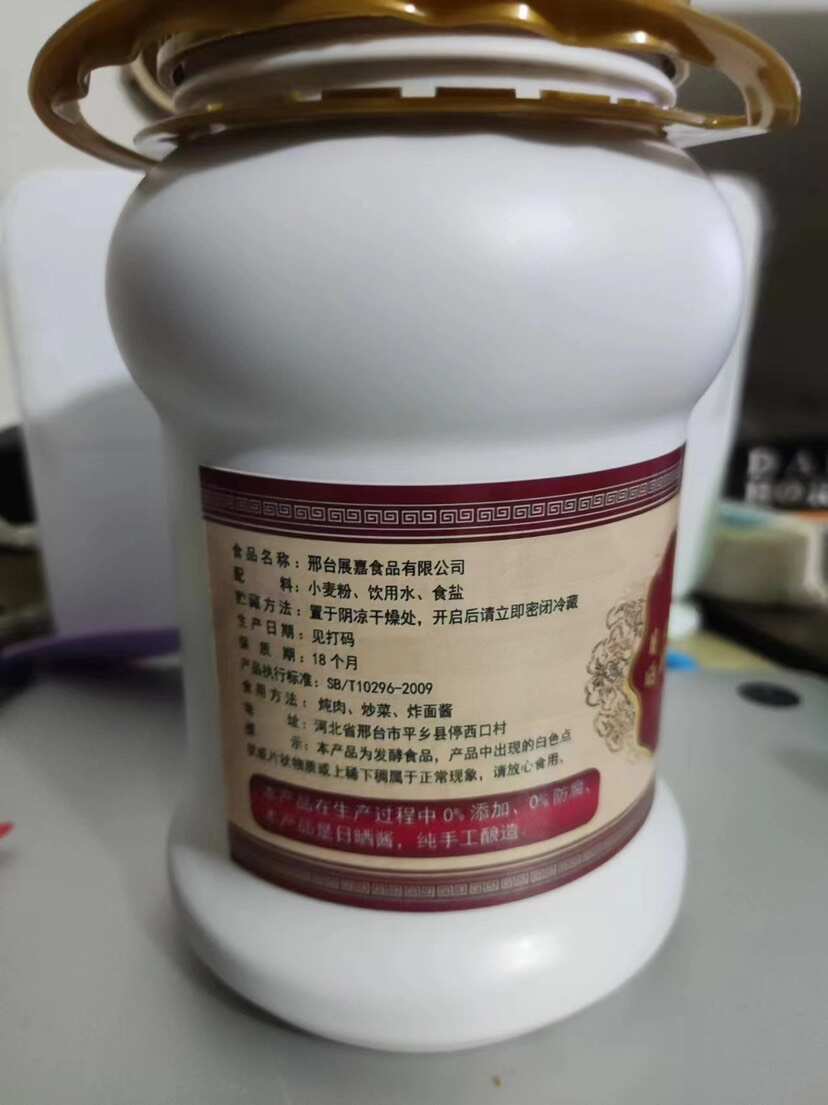 食品名称：邢台展嘉食品有限公司
配 料：小麦粉、饮用水、食盐
贮藏方法：置于阴凉干燥处，开启后请立即密闭冷藏
生产日期：见打码
保 质 期：18个月
产品执行标准：SB/T10296-2009
食用方法：炖肉、炒菜、炸面酱
地 址：河北省邢台市平乡县停西口村
提 示：本产品为发酵食品，产品中出现的白色点
状或片状物质或上稀下稠属于正常现象，请放心食用。
本产品在生产过程中0%添加、0%防腐、
本产品是日晒酱，纯手工酿造